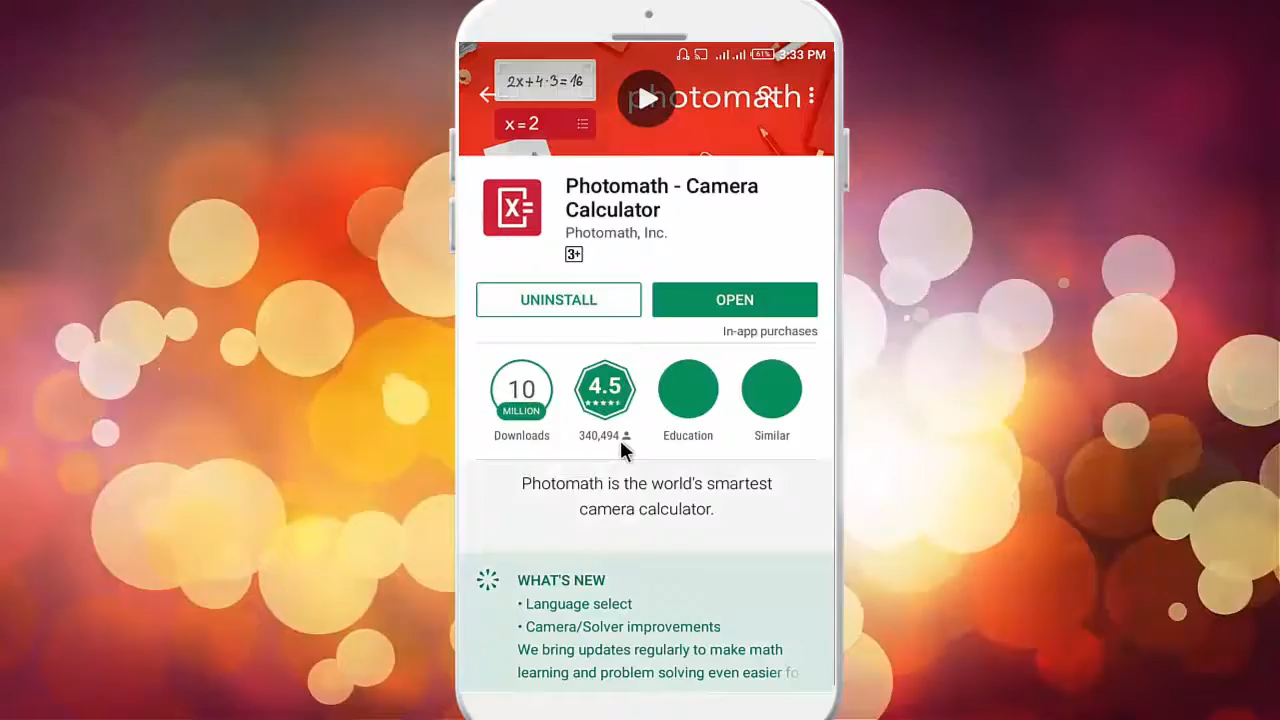 61% 3:33 PM
2x+4·3=16
photomath
x=2
Photomath - Camera
Calculator
Photomath, Inc.
3+
UNINSTALL
OPEN
In-app purchases
10
MILLION
4.5
Downloads
340,494
Education
Similar
Photomath is the world's smartest
camera calculator.
WHAT'S NEW
• Language select
• Camera/Solver improvements
We bring updates regularly to make math
learning and problem solving even easier fo